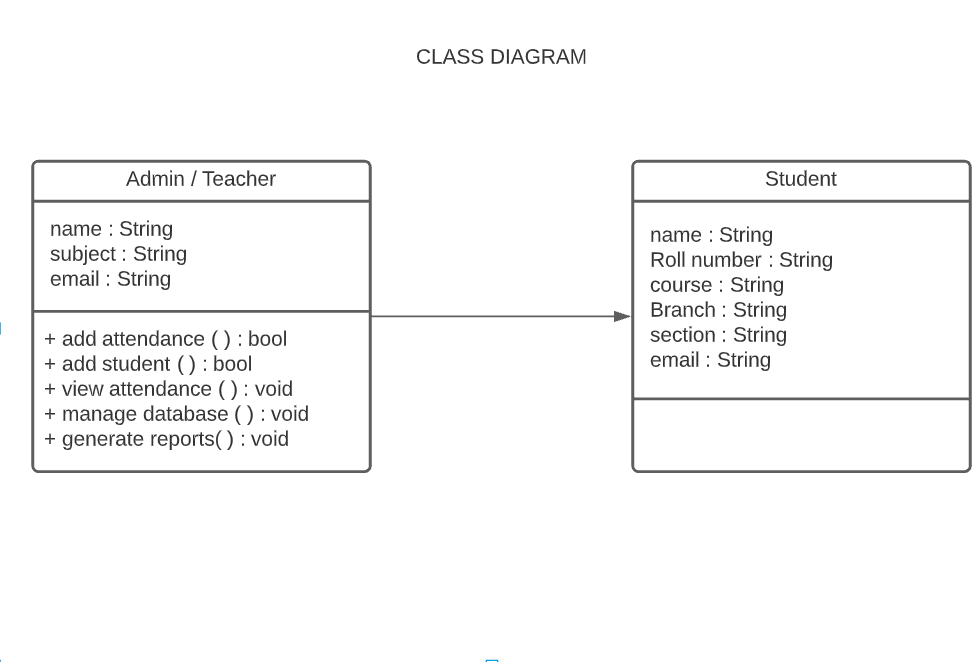 CLASS DIAGRAM
Admin / Teacher
name : String
subject : String
email : String
+ add attendance ( ) : bool
+ add student ( ) : bool
+ view attendance ( ) : void
+ manage database ( ) : void
+ generate reports( ) : void
Student
name : String
Roll number : String
course : String
Branch : String
section : String
email : String